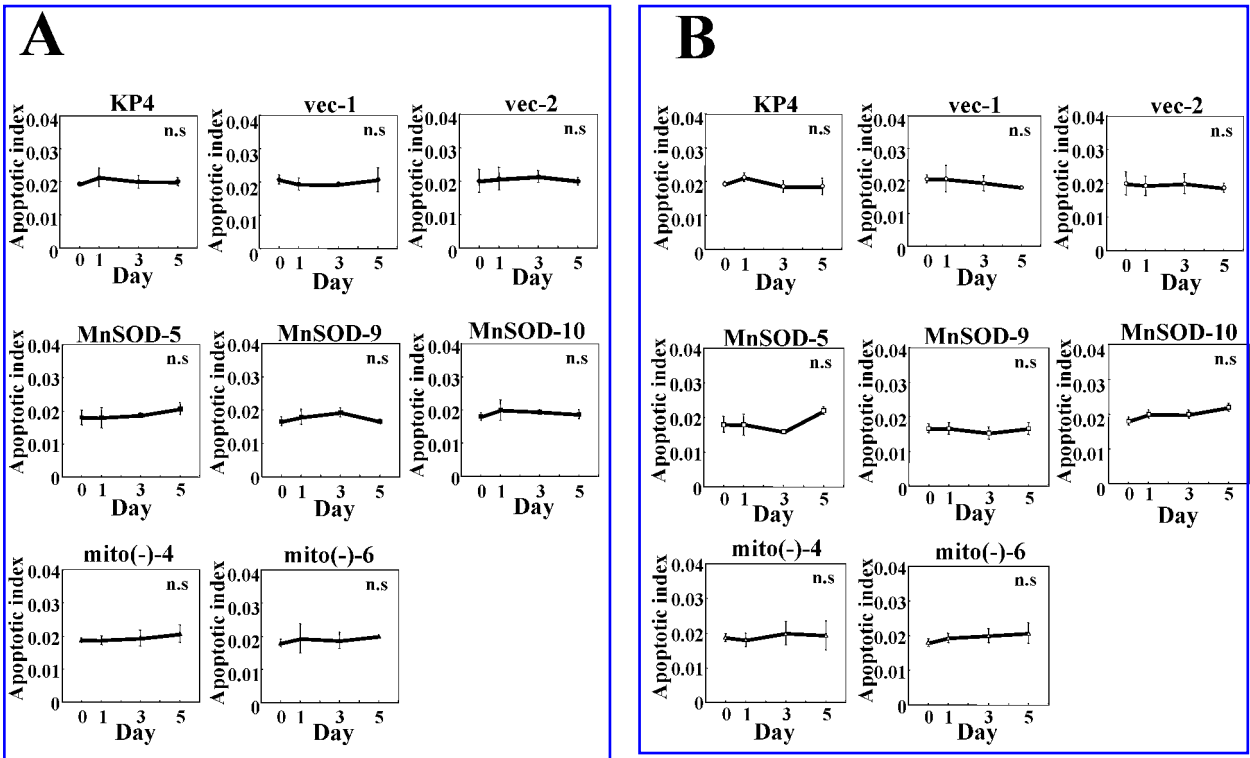 A
KP4
Apoptotic index
0.04
0.03
0.02
0.01
0
n.s
0 1 3 5
Day
vec-1
Apoptotic index
0.04
0.03
0.02
0.01
0
n.s
0 1 3 5
Day
vec-2
Apoptotic index
0.04
0.03
0.02
0.01
0
n.s
0 1 3 5
Day
MnSOD-5
Apoptotic index
0.04
0.03
0.02
0.01
0
n.s
0 1 3 5
Day
MnSOD-9
Apoptotic index
0.04
0.03
0.02
0.01
0
n.s
0 1 3 5
Day
MnSOD-10
Apoptotic index
0.04
0.03
0.02
0.01
0
n.s
0 1 3 5
Day
mito(-)-4
Apoptotic index
0.04
0.03
0.02
0.01
0
n.s
0 1 3 5
Day
mito(-)-6
Apoptotic index
0.04
0.03
0.02
0.01
0
n.s
0 1 3 5
Day
B
KP4
Apoptotic index
0.04
0.03
0.02
0.01
0
n.s
0 1 3 5
Day
vec-1
Apoptotic index
0.04
0.03
0.02
0.01
0
n.s
0 1 3 5
Day
vec-2
Apoptotic index
0.04
0.03
0.02
0.01
0
n.s
0 1 3 5
Day
MnSOD-5
Apoptotic index
0.04
0.03
0.02
0.01
0
n.s
0 1 3 5
Day
MnSOD-9
Apoptotic index
0.04
0.03
0.02
0.01
0
n.s
0 1 3 5
Day
MnSOD-10
Apoptotic index
0.04
0.03
0.02
0.01
0
n.s
0 1 3 5
Day
mito(-)-4
Apoptotic index
0.04
0.03
0.02
0.01
0
n.s
0 1 3 5
Day
mito(-)-6
Apoptotic index
0.04
0.03
0.02
0.01
0
n.s
0 1 3 5
Day